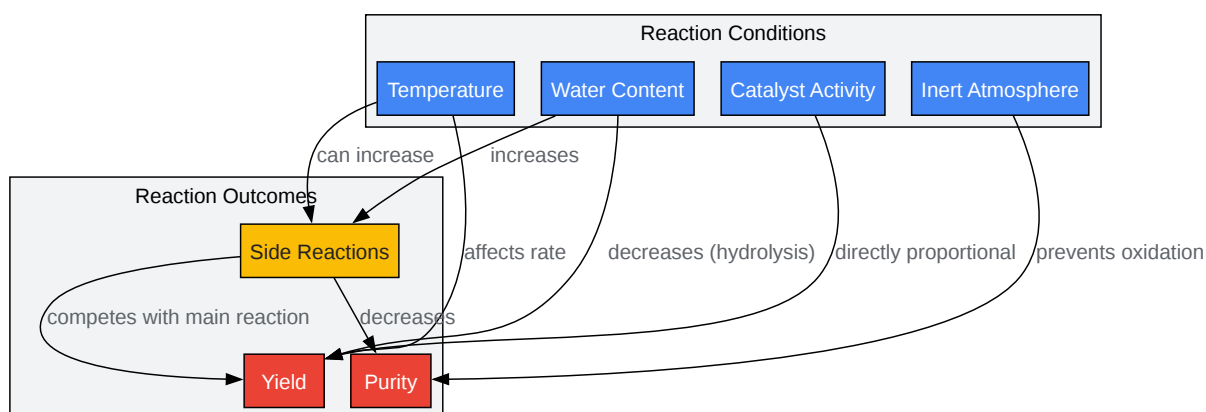 Reaction Conditions
Temperature
Water Content
Catalyst Activity
Inert Atmosphere
can increase
increases
Reaction Outcomes
Side Reactions
affects rate
decreases (hydrolysis)
directly proportional
prevents oxidation
competes with main reaction
decreases
Yield
Purity